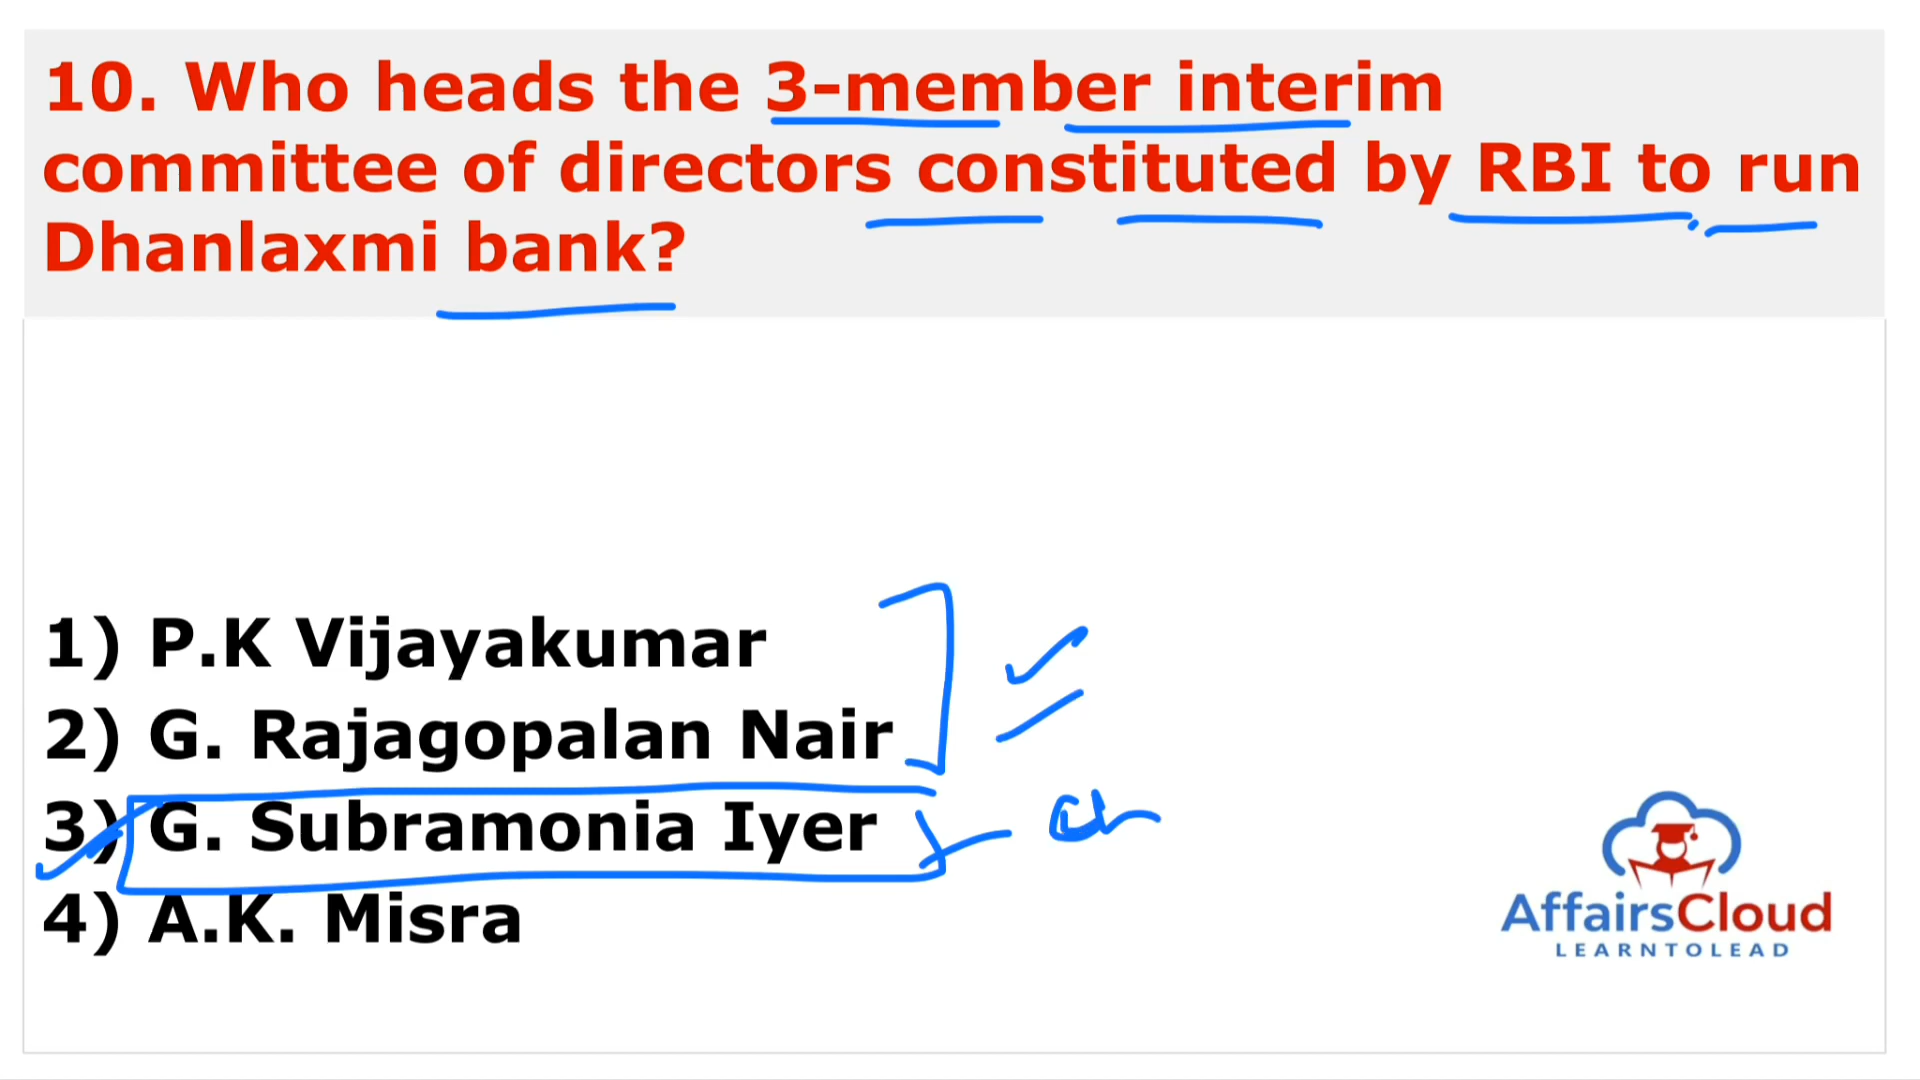 10. Who heads the 3-member interim
committee of directors constituted by RBI to run
Dhanlaxmi bank?
1) P.K Vijayakumar
2) G. Rajagopalan Nair
3) G. Subramonia Iyer
4) A.K. Misra
AffairsCloud
LEARNTOLEAD